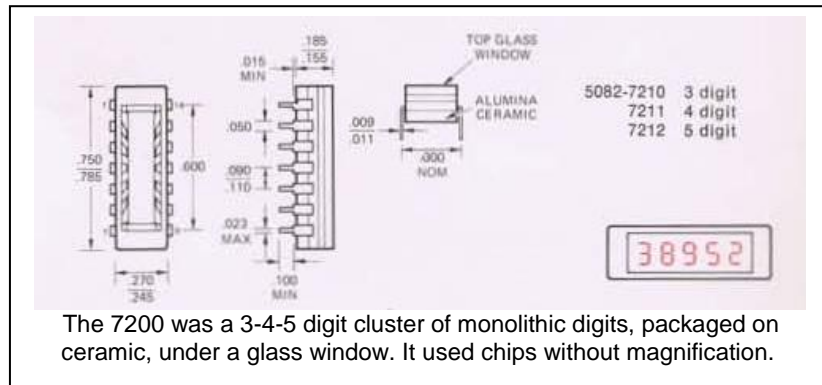 .185
.155
.015
MIN
TOP GLASS
WINDOW
ALUMINA
CERAMIC
5082-7210 3 digit
7211 4 digit
7212 5 digit
.050
.009
.011
.750
.785
.600
.090
.110
.000
NOM
.023
MAX
.100
MIN
.270
.245
38952
The 7200 was a 3-4-5 digit cluster of monolithic digits, packaged on
ceramic, under a glass window. It used chips without magnification.